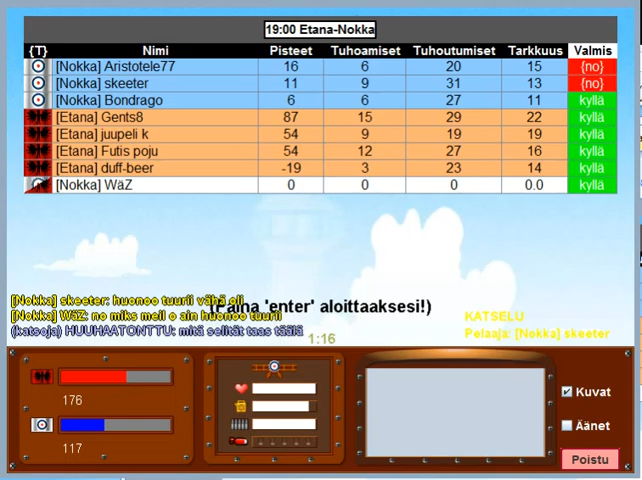 19:00 Etana-Nokka
{T} Nimi Pisteet Tuhoamiset Tuhoutumiset Tarkkuus Valmis
[Nokka] Aristotele77 16 6 20 15 {no}
[Nokka] skeeter 11 9 31 13 {no}
[Nokka] Bondrago 6 6 27 11 kyllä
[Etana] Gents8 87 15 29 22 kyllä
[Etana] juupeli k 54 9 19 19 kyllä
[Etana] Futis poju 54 12 27 16 kyllä
[Etana] duff-beer -19 3 23 14 kyllä
[Nokka] WäZ 0 0 0 0.0 kyllä
[Nokka] skeeter: huonoo tuurii vähä oli
(Paina 'enter' aloittaaksesi!)
[Nokka] WäZ: no miks meil o ain huonoo tuurii
KATSELU
(katsoja) HUUHAATONTTU: mitä selität taas täälä
Pelaaja: [Nokka] skeeter
1:16
176
117
Kuvat
Äänet
Poistu